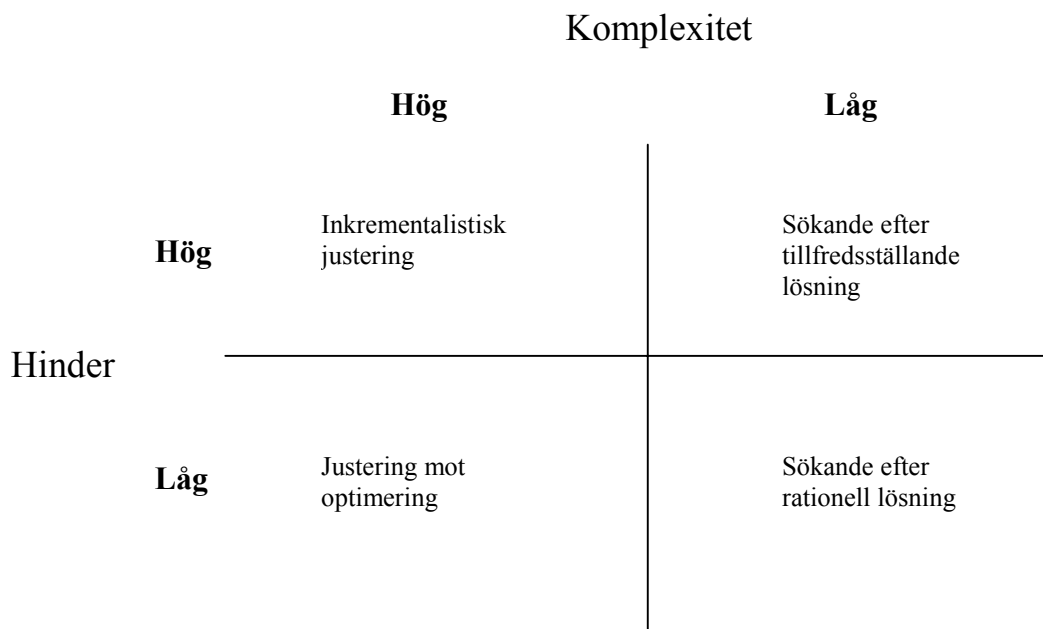 Komplexitet
Hög
Låg
Hög
Inkrementalistisk
justering
Sökande efter
tillfredsställande
lösning
Hinder
Låg
Justering mot
optimering
Sökande efter
rationell lösning